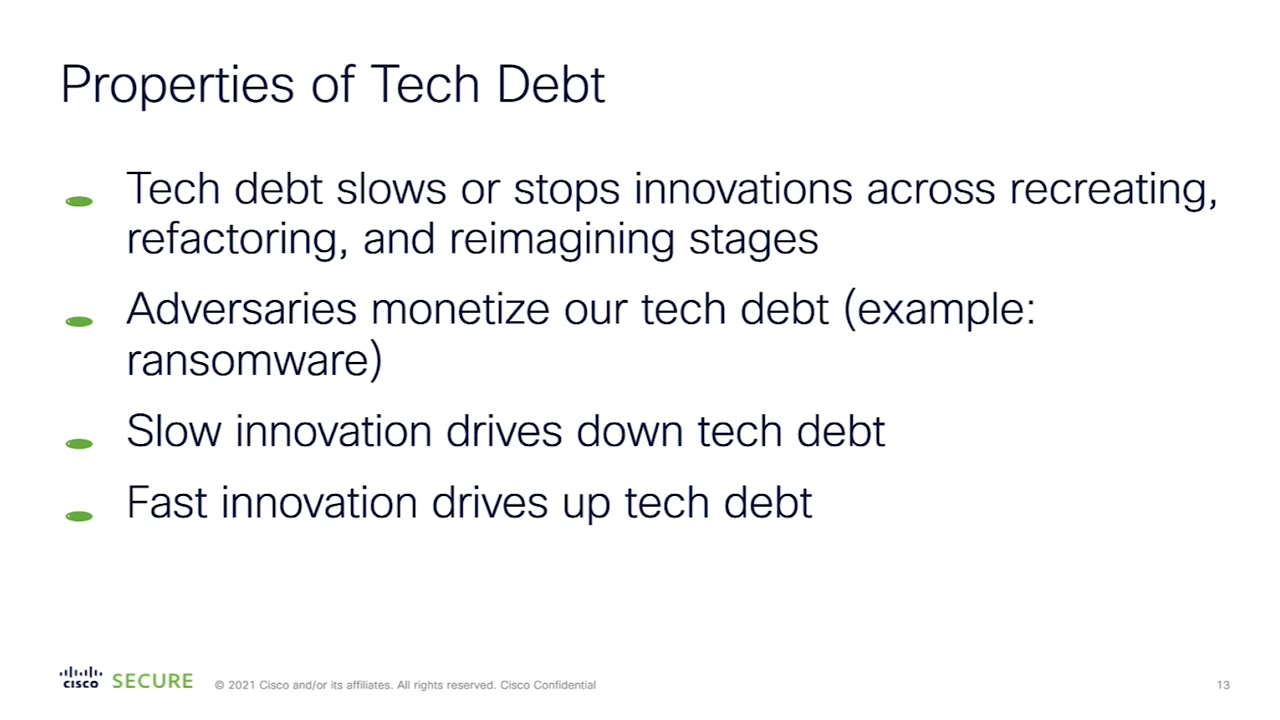 Properties of Tech Debt
Tech debt slows or stops innovations across recreating,
refactoring, and reimagining stages
Adversaries monetize our tech debt (example:
ransomware)
Slow innovation drives down tech debt
Fast innovation drives up tech debt
CISCO SECURE © 2021 Cisco and/or its affiliates. All rights reserved. Cisco Confidential 13